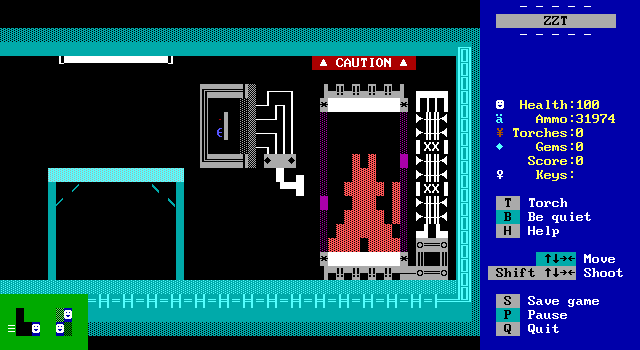 ZZT
▲ CAUTION ▲
Health:100
Ammo:31974
Torches:0
Gems:0
Score:0
Keys:
T Torch
B Be quiet
H Help
↑↓→← Move
Shift ↑↓→← Shoot
S Save game
P Pause
Q Quit
XX
XX